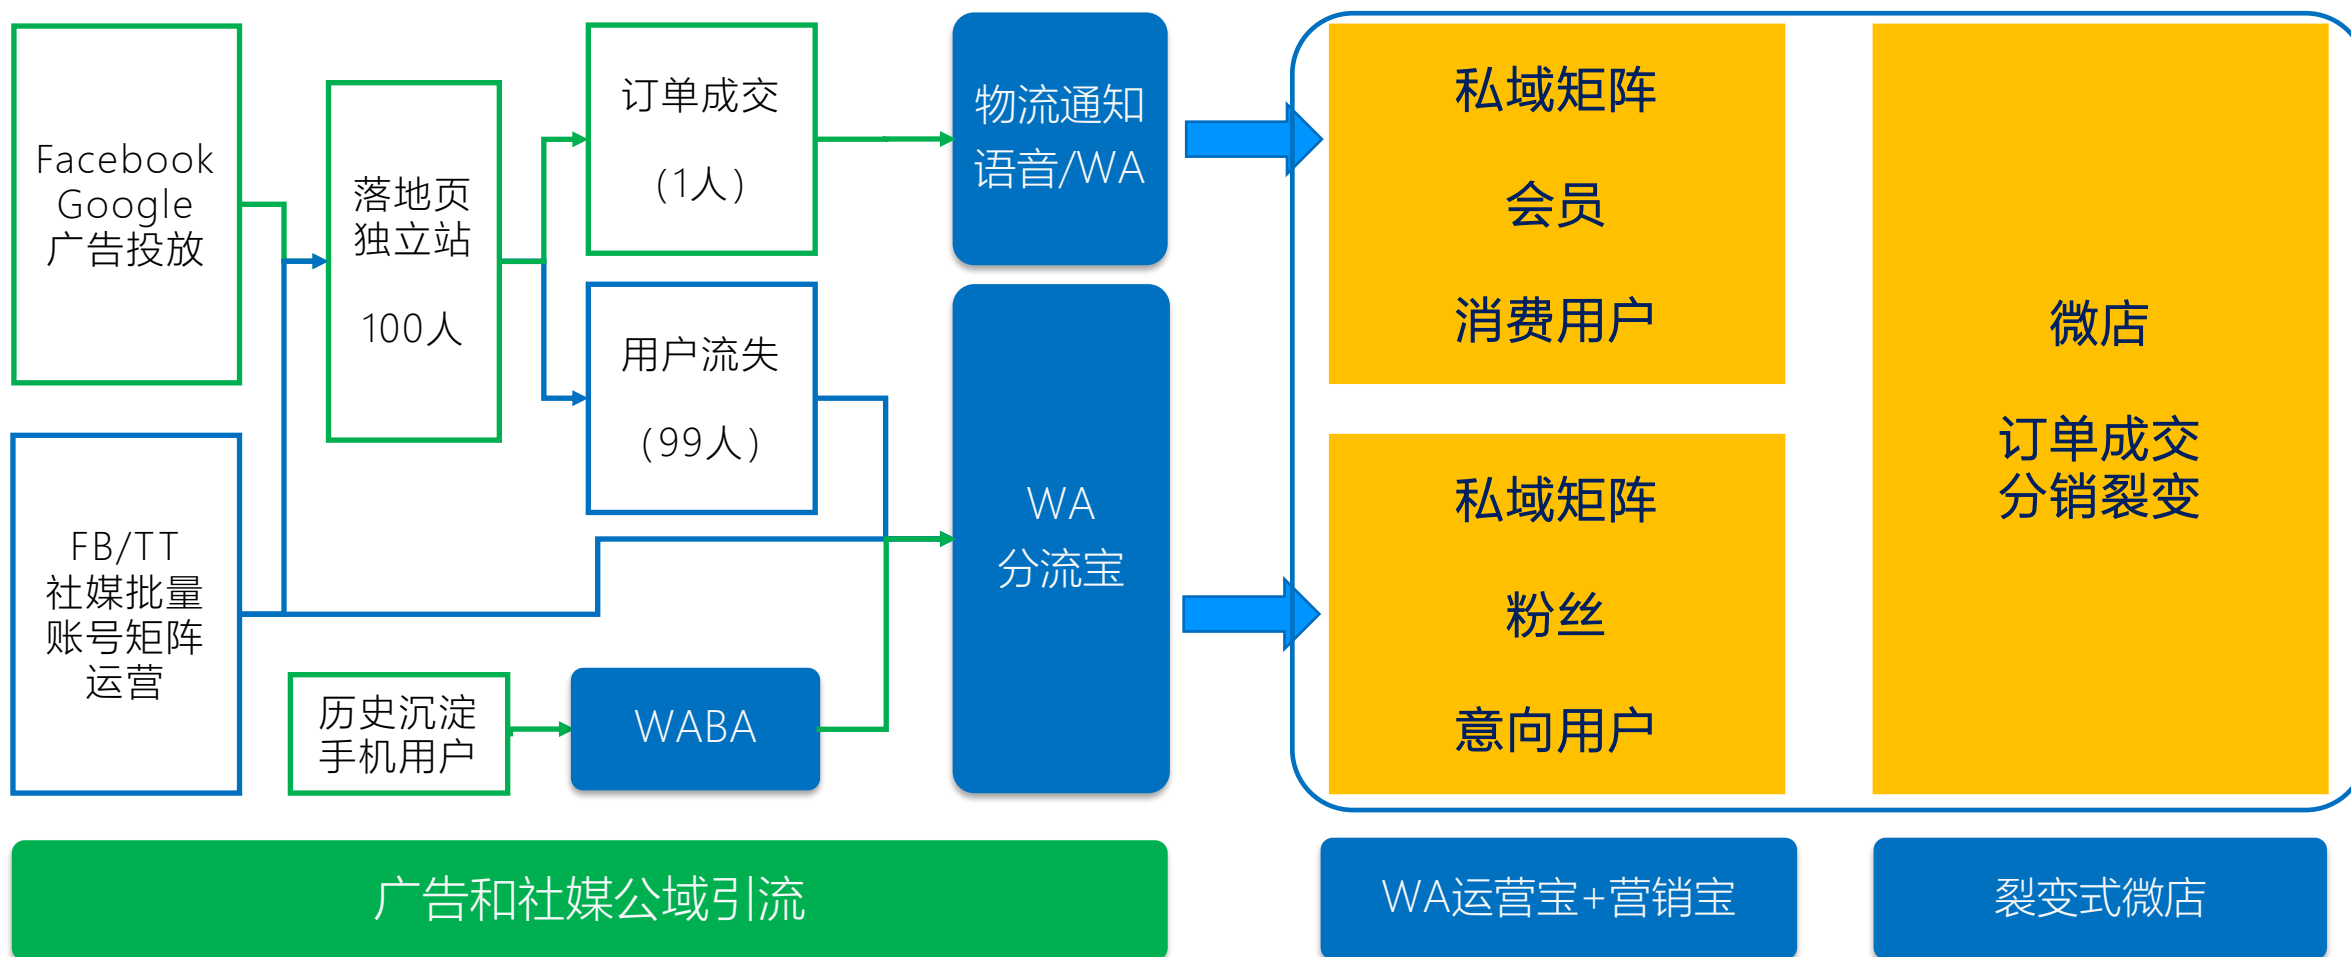 Facebook
Google
广告投放
落地页
独立站
100人
订单成交
(1人)
用户流失
(99人)
FB/TT
社媒批量
账号矩阵
运营
历史沉淀
手机用户
WABA
物流通知
语音/WA
WA
分流宝
私域矩阵
会员
消费用户
私域矩阵
粉丝
意向用户
微店
订单成交
分销裂变
广告和社媒公域引流
WA运营宝+营销宝
裂变式微店